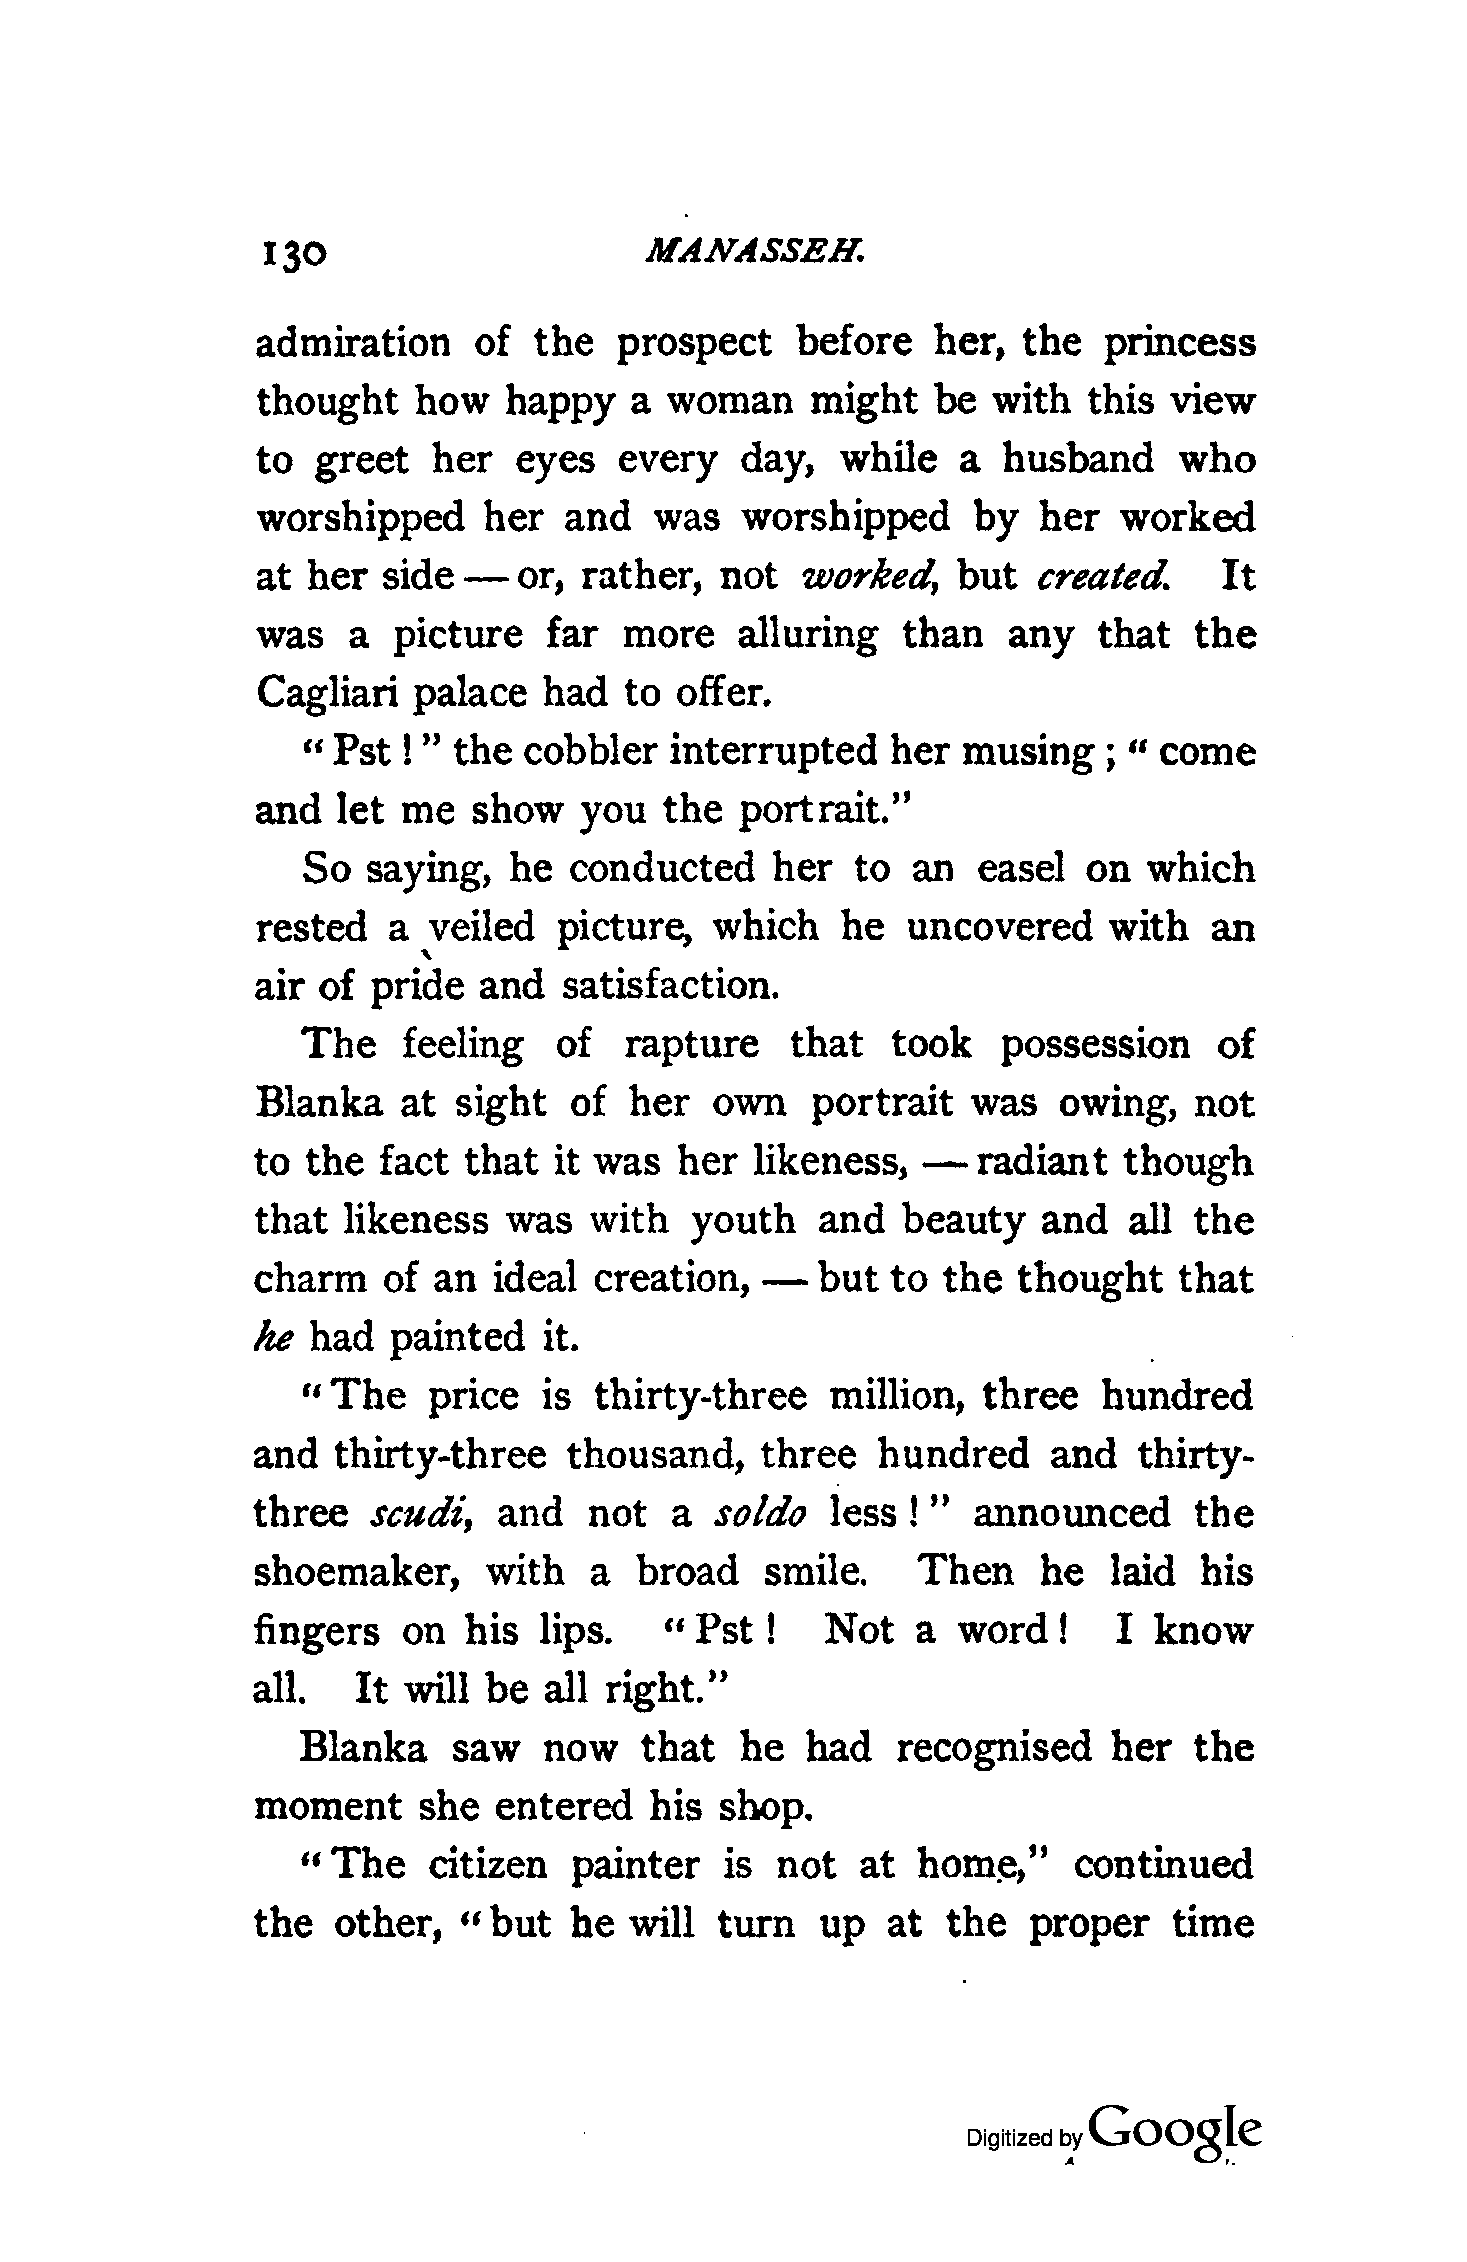 130 MANASSEH.
admiration of the prospect before her, the princess
thought how happy a woman might be with this view
to greet her eyes every day, while a husband who
worshipped her and was worshipped by her worked
at her side — or, rather, not worked, but created. It
was a picture far more alluring than any that the
Cagliari palace had to offer.
“ Pst ! ” the cobbler interrupted her musing ; “ come
and let me show you the portrait.”
So saying, he conducted her to an easel on which
rested a veiled picture, which he uncovered with an
air of pride and satisfaction.
The feeling of rapture that took possession of
Blanka at sight of her own portrait was owing, not
to the fact that it was her likeness, — radiant though
that likeness was with youth and beauty and all the
charm of an ideal creation, — but to the thought that
he had painted it.
“ The price is thirty-three million, three hundred
and thirty-three thousand, three hundred and thirty-
three scudi, and not a soldo less ! ” announced the
shoemaker, with a broad smile. Then he laid his
fingers on his lips. “ Pst ! Not a word ! I know
all. It will be all right.”
Blanka saw now that he had recognised her the
moment she entered his shop.
“ The citizen painter is not at home,” continued
the other, “ but he will turn up at the proper time
Digitized by Google